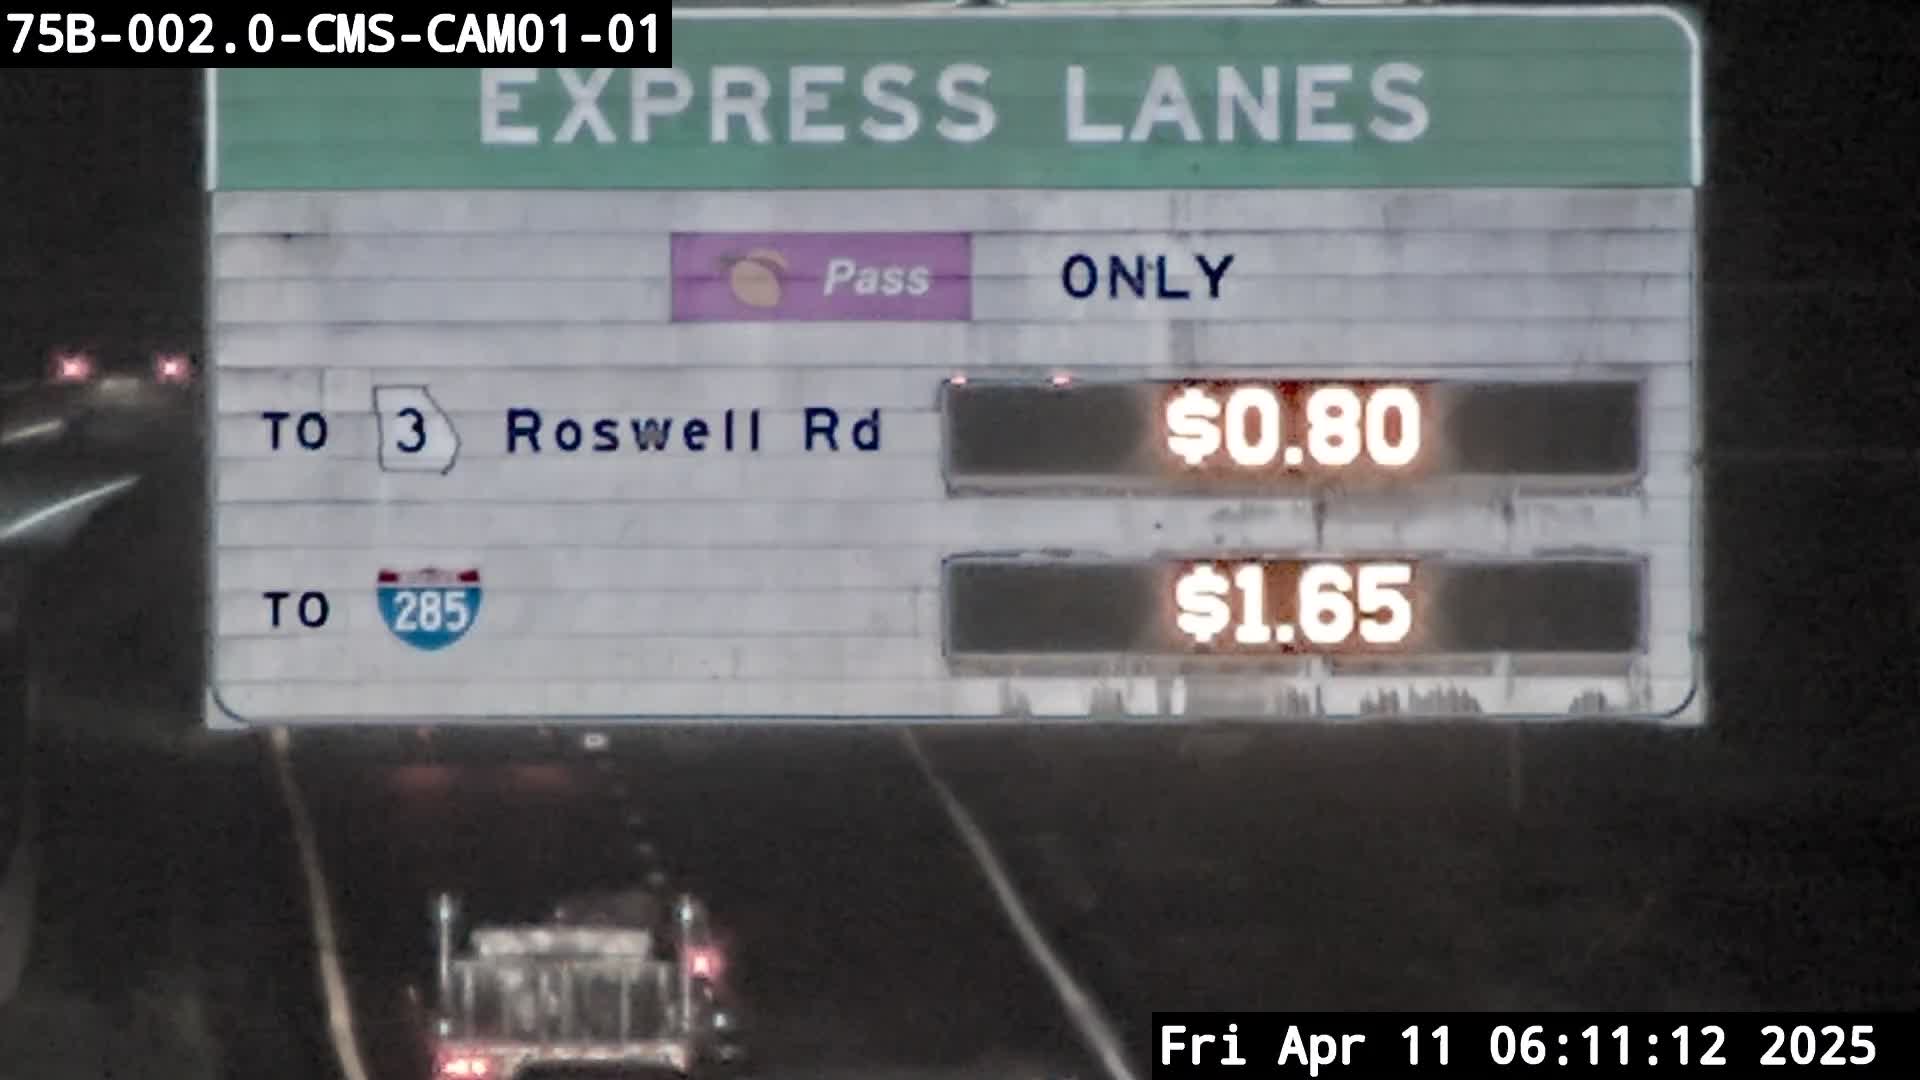 75B-002.0-CMS-CAM01-01
EXPRESS LANES
Pass ONLY
TO 3 Roswell Rd $0.80
TO 285 $1.65
Fri Apr 11 06:11:12 2025